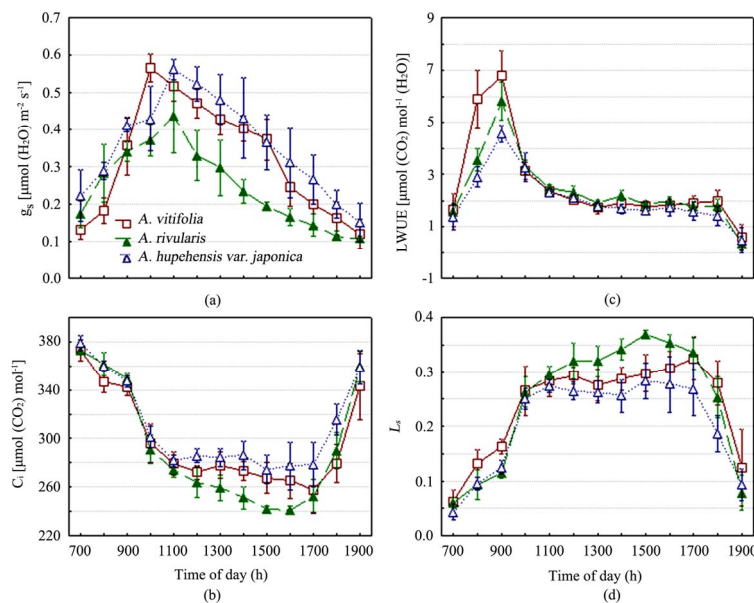 0.7
0.6
0.5
0.4
0.3
0.2
0.1
0.0
gs [µmol (H₂O) m⁻² s⁻¹]
A. vitifolia
A. rivularis
A. hupehensis var. japonica
(a)
9
7
5
3
1
-1
LWUE [µmol (CO₂) mol⁻¹ (H₂O)]
(c)
380
340
300
260
220
Ci [µmol (CO₂) mol⁻¹]
700 900 1100 1300 1500 1700 1900
Time of day (h)
(b)
0.4
0.3
0.2
0.1
0.0
Ls
700 900 1100 1300 1500 1700 1900
Time of day (h)
(d)